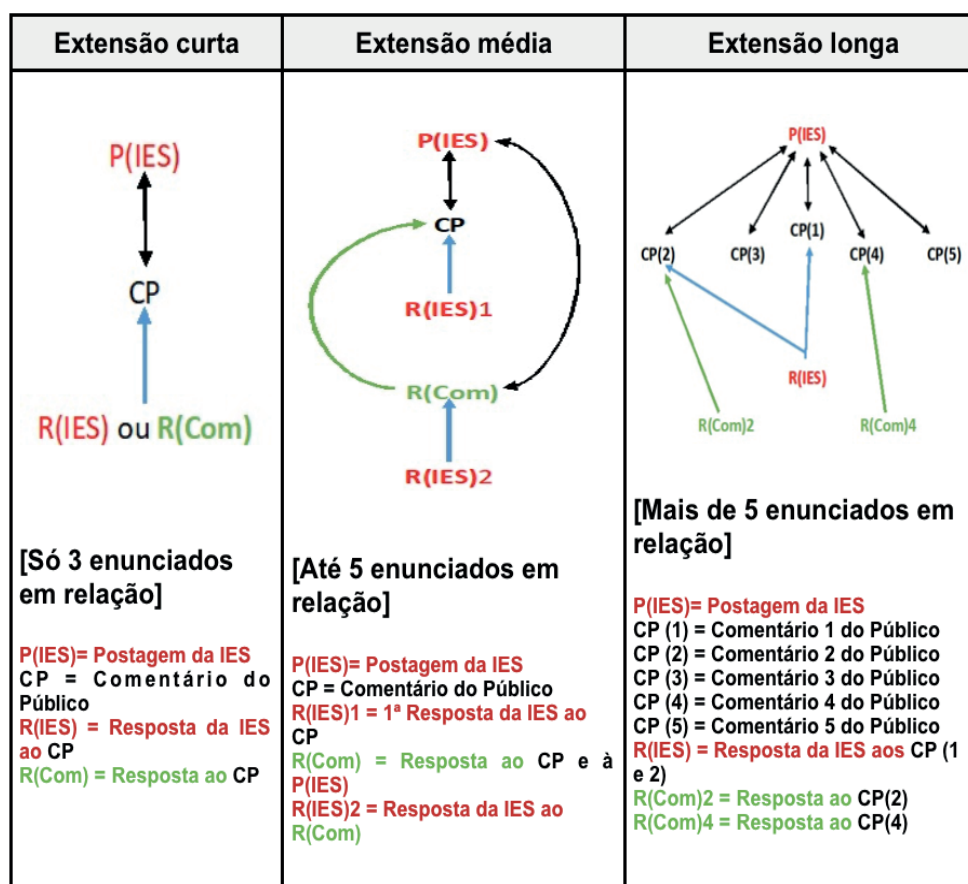 Extensão curta
P(IES)
CP
R(IES) ou R(Com)
[Só 3 enunciados
em relação]
P(IES)= Postagem da IES
CP = Comentário do
Público
R(IES) = Resposta da IES
ao CP
R(Com) = Resposta ao CP
Extensão média
P(IES)
CP
R(IES)1
R(Com)
R(IES)2
[Até 5 enunciados em
relação]
P(IES)= Postagem da IES
CP = Comentário do Público
R(IES)1 = 1ª Resposta da IES ao
CP
R(Com) = Resposta ao CP e à
P(IES)
R(IES)2 = Resposta da IES ao
R(Com)
Extensão longa
P(IES)
CP(1)
CP(2) CP(3) CP(4) CP(5)
R(IES)
R(Com)2 R(Com)4
[Mais de 5 enunciados em
relação]
P(IES)= Postagem da IES
CP (1) = Comentário 1 do Público
CP (2) = Comentário 2 do Público
CP (3) = Comentário 3 do Público
CP (4) = Comentário 4 do Público
CP (5) = Comentário 5 do Público
R(IES) = Resposta da IES aos CP (1
e 2)
R(Com)2 = Resposta ao CP(2)
R(Com)4 = Resposta ao CP(4)